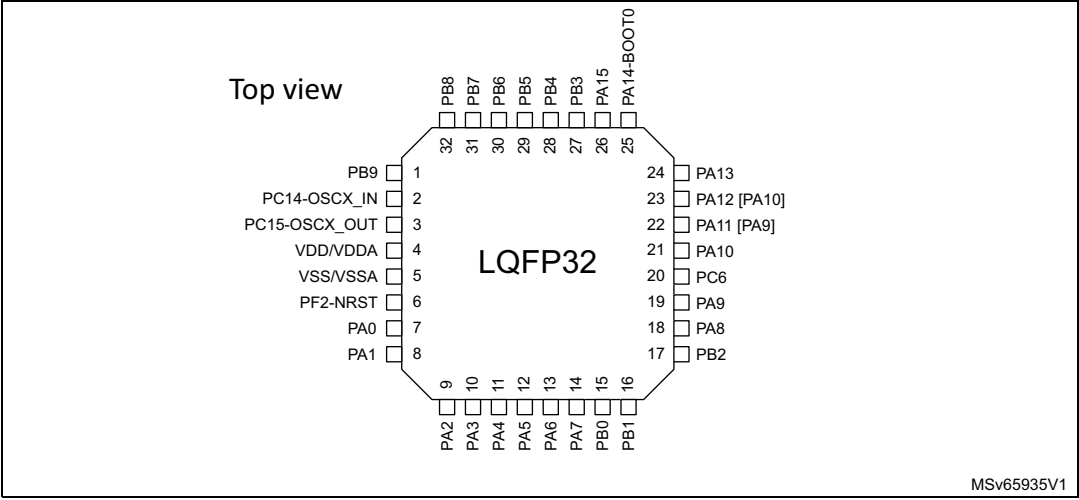 Top view
PB8
PB7
PB6
PB5
PB4
PB3
PA15
PA14-BOOT0
32
31
30
29
28
27
26
25
PB9 1
PC14-OSCX_IN 2
PC15-OSCX_OUT 3
VDD/VDDA 4
VSS/VSSA 5
PF2-NRST 6
PA0 7
PA1 8
LQFP32
24 PA13
23 PA12 [PA10]
22 PA11 [PA9]
21 PA10
20 PC6
19 PA9
18 PA8
17 PB2
9
10
11
12
13
14
15
16
PA2
PA3
PA4
PA5
PA6
PA7
PB0
PB1
MSv65935V1